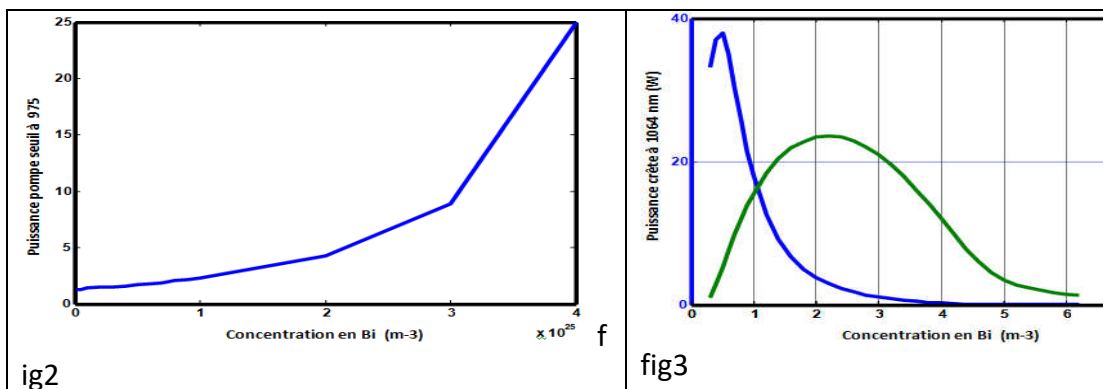 25
20
15
10
5
0
Puissance pompe seuil à 975
0
1
2
3
4
x 10^25
Concentration en Bi (m-3)
f
ig2
40
20
0
Puissance crête à 1064 nm (W)
0
1
2
3
4
5
6
Concentration en Bi (m-3)
fig3